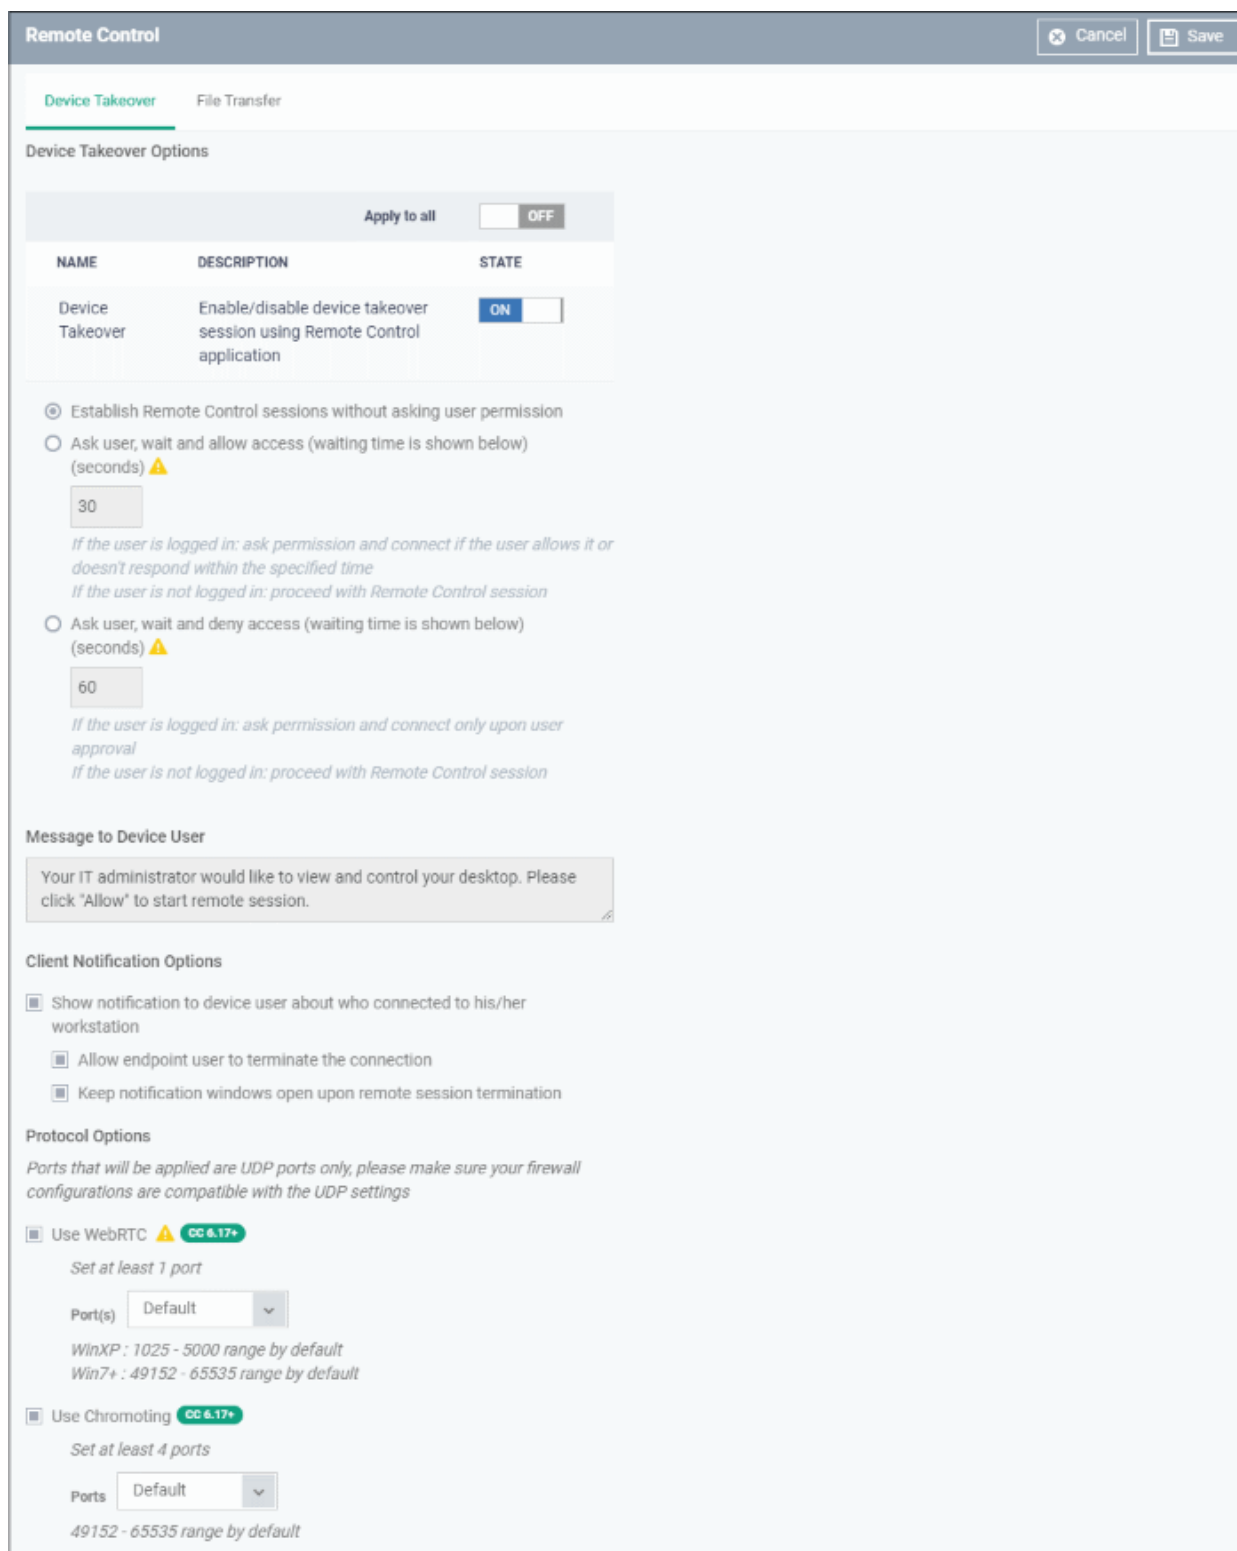 Remote Control
Cancel
Save
Device Takeover
File Transfer
Device Takeover Options
Apply to all
OFF
NAME
DESCRIPTION
STATE
Device
Takeover
Enable/disable device takeover
session using Remote Control
application
ON
Establish Remote Control sessions without asking user permission
Ask user, wait and allow access (waiting time is shown below)
(seconds)
30
If the user is logged in: ask permission and connect if the user allows it or
doesn't respond within the specified time
If the user is not logged in: proceed with Remote Control session
Ask user, wait and deny access (waiting time is shown below)
(seconds)
60
If the user is logged in: ask permission and connect only upon user
approval
If the user is not logged in: proceed with Remote Control session
Message to Device User
Your IT administrator would like to view and control your desktop. Please
click "Allow" to start remote session.
Client Notification Options
Show notification to device user about who connected to his/her
workstation
Allow endpoint user to terminate the connection
Keep notification windows open upon remote session termination
Protocol Options
Ports that will be applied are UDP ports only, please make sure your firewall
configurations are compatible with the UDP settings
Use WebRTC CC 6.17+
Set at least 1 port
Port(s) Default
WinXP : 1025 - 5000 range by default
Win7+ : 49152 - 65535 range by default
Use Chromoting CC 6.17+
Set at least 4 ports
Ports Default
49152 - 65535 range by default